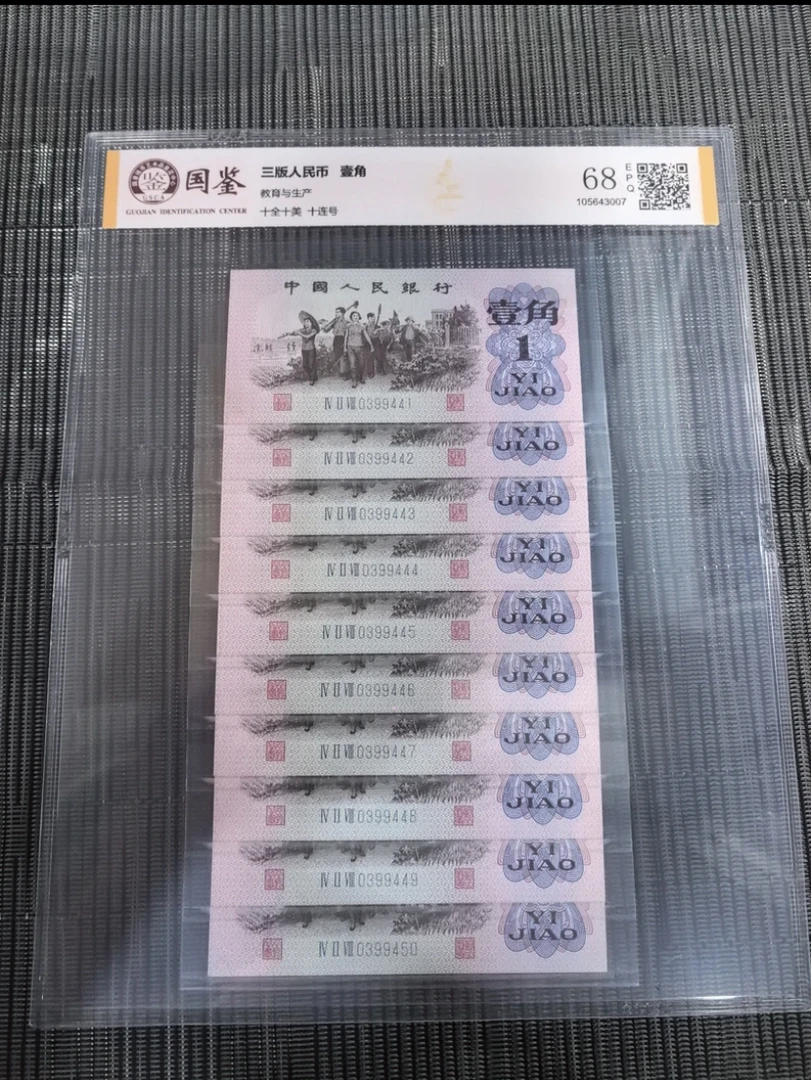 国鉴
GUOJIAN IDENTIFICATION CENTER
GSCA
三版人民币 壹角
教育与生产
十全十美 十连号
68
EPQ
105643007
中國人民銀行
壹角
1
YI
JIAO
Ⅳ Ⅱ Ⅷ 0399441
YI
JIAO
Ⅳ Ⅱ Ⅷ 0399442
YI
JIAO
Ⅳ Ⅱ Ⅷ 0399443
YI
JIAO
Ⅳ Ⅱ Ⅷ 0399444
YI
JIAO
Ⅳ Ⅱ Ⅷ 0399445
YI
JIAO
Ⅳ Ⅱ Ⅷ 0399446
YI
JIAO
Ⅳ Ⅱ Ⅷ 0399447
YI
JIAO
Ⅳ Ⅱ Ⅷ 0399448
YI
JIAO
Ⅳ Ⅱ Ⅷ 0399449
YI
JIAO
Ⅳ Ⅱ Ⅷ 0399450